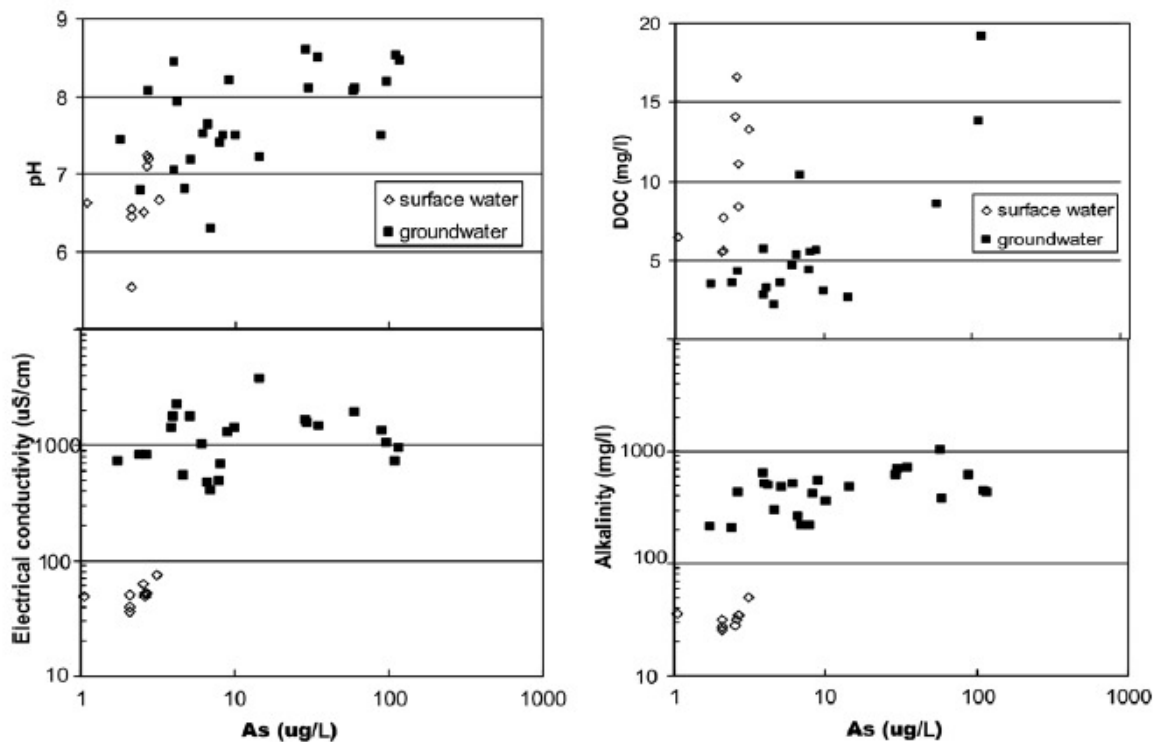 9
8
7
6
pH
surface water
groundwater
20
15
10
5
DOC (mg/l)
surface water
groundwater
1000
100
10
Electrical conductivity (uS/cm)
1 10 100 1000
As (ug/L)
1000
100
10
Alkalinity (mg/l)
1 10 100 1000
As (ug/L)